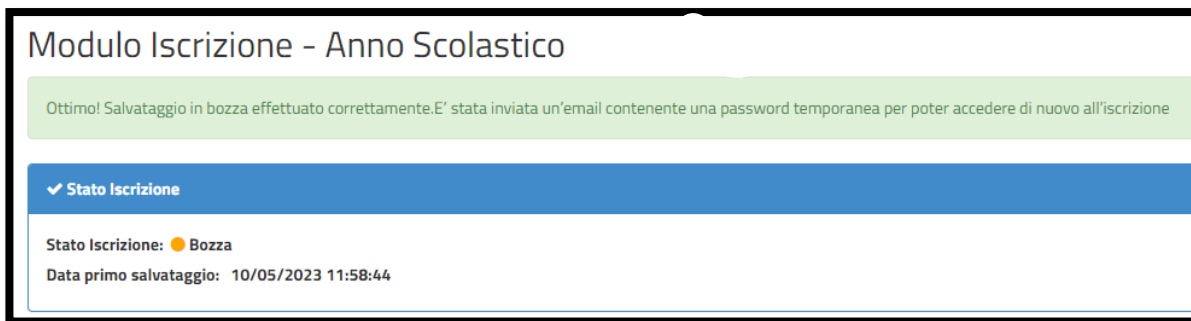 Modulo Iscrizione - Anno Scolastico
Ottimo! Salvataggio in bozza effettuato correttamente.E' stata inviata un'email contenente una password temporanea per poter accedere di nuovo all'iscrizione
Stato Iscrizione
Stato Iscrizione: Bozza
Data primo salvataggio: 10/05/2023 11:58:44